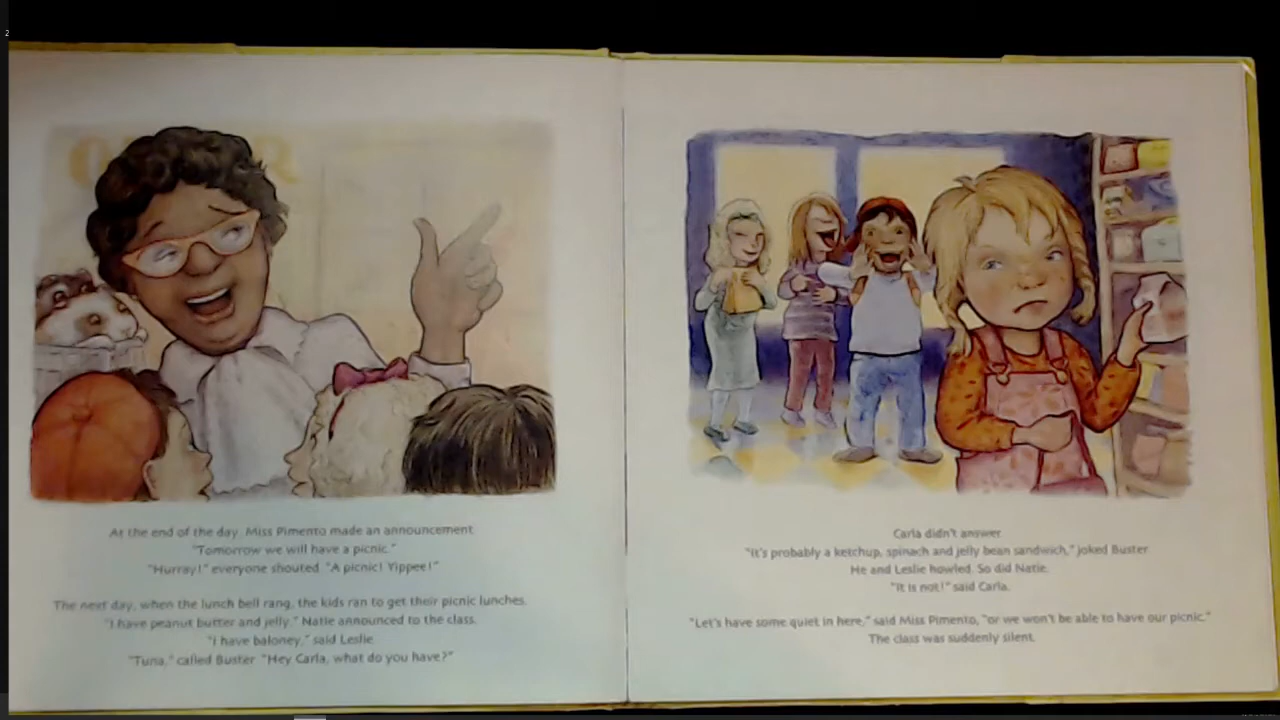 2
At the end of the day, Miss Pimento made an announcement.
"Tomorrow we will have a picnic."
"Hurray!" everyone shouted. "A picnic! Yippee!"
The next day, when the lunch bell rang, the kids ran to get their picnic lunches.
"I have peanut butter and jelly," Natie announced to the class.
"I have baloney," said Leslie.
"Tuna," called Buster. "Hey Carla, what do you have?"
Carla didn't answer.
"It's probably a ketchup, spinach and jelly bean sandwich," joked Buster.
He and Leslie howled. So did Natie.
"It is not!" said Carla.
"Let's have some quiet in here," said Miss Pimento, "or we won't be able to have our picnic."
The class was suddenly silent.